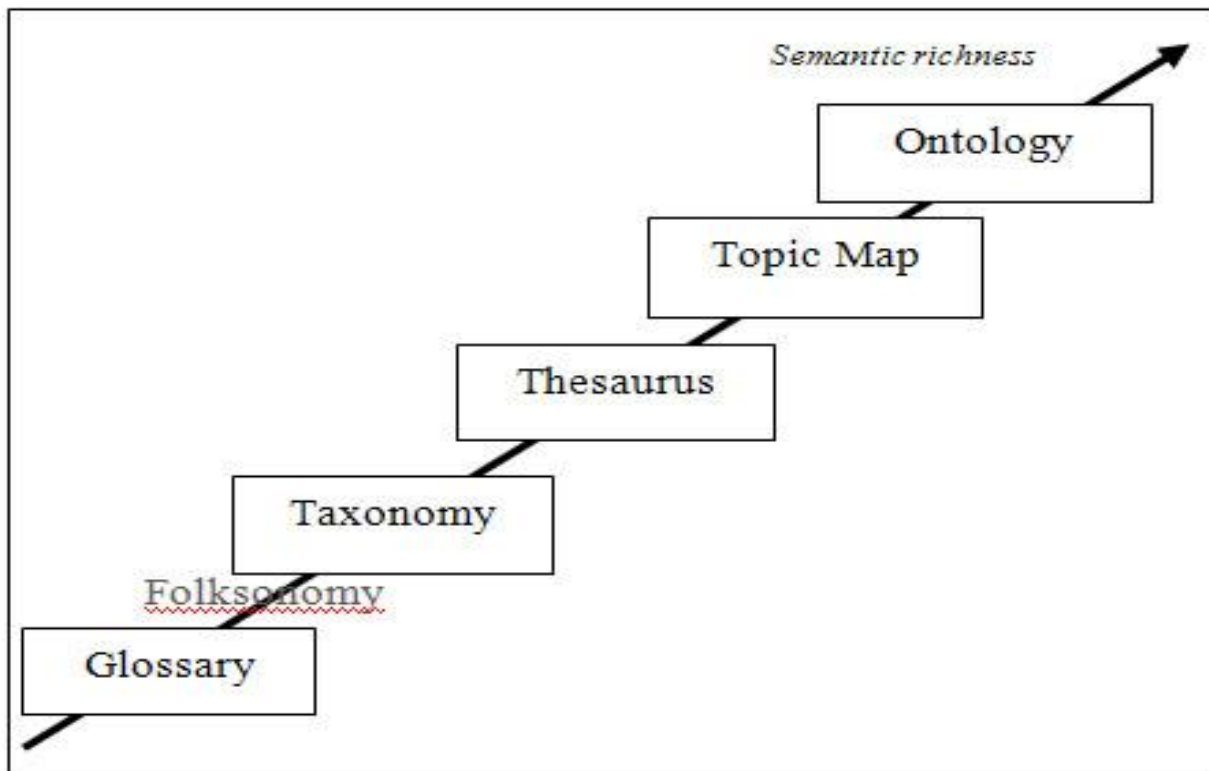 Semantic richness
Ontology
Topic Map
Thesaurus
Taxonomy
Folksonomy
Glossary